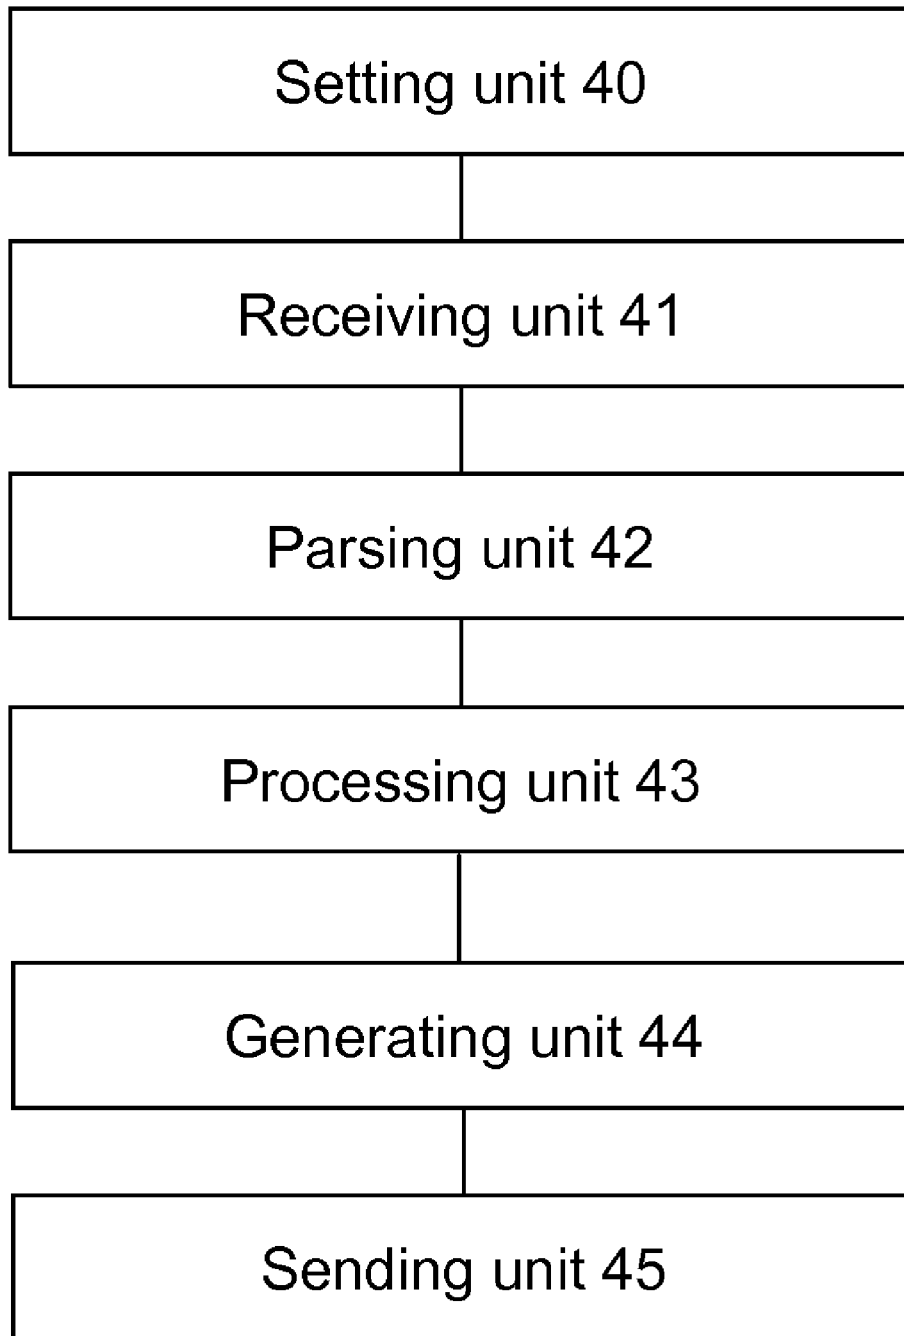 Setting unit 40
Receiving unit 41
Parsing unit 42
Processing unit 43
Generating unit 44
Sending unit 45